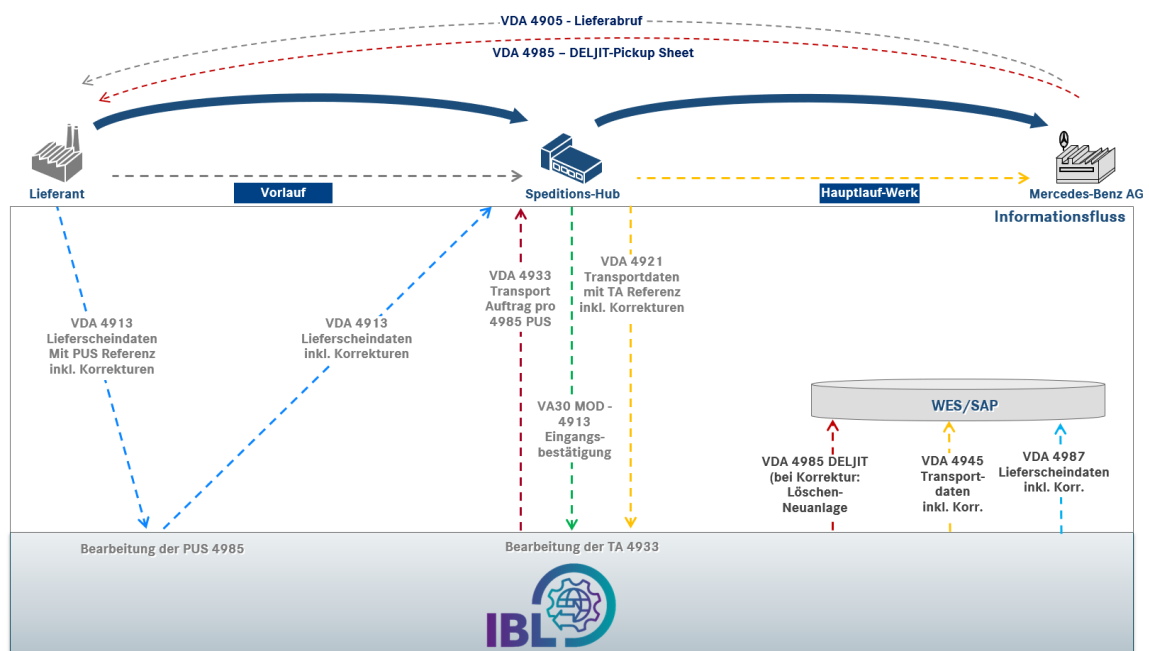 VDA 4905 - Lieferabruf
VDA 4985 – DELJIT-Pickup Sheet
Lieferant
Vorlauf
Speditions-Hub
Hauptlauf-Werk
Mercedes-Benz AG
Informationsfluss
VDA 4913
Lieferscheindaten
Mit PUS Referenz
inkl. Korrekturen
VDA 4913
Lieferscheindaten
inkl. Korrekturen
VDA 4933
Transport
Auftrag pro
4985 PUS
VDA 4921
Transportdaten
mit TA Referenz
inkl. Korrekturen
VA30 MOD -
4913
Eingangs-
bestätigung
WES/SAP
VDA 4985 DELJIT
(bei Korrektur:
Löschen-
Neuanlage
VDA 4945
Transport-
daten
inkl. Korr.
VDA 4987
Lieferscheindaten
inkl. Korr.
Bearbeitung der PUS 4985
Bearbeitung der TA 4933
IBL